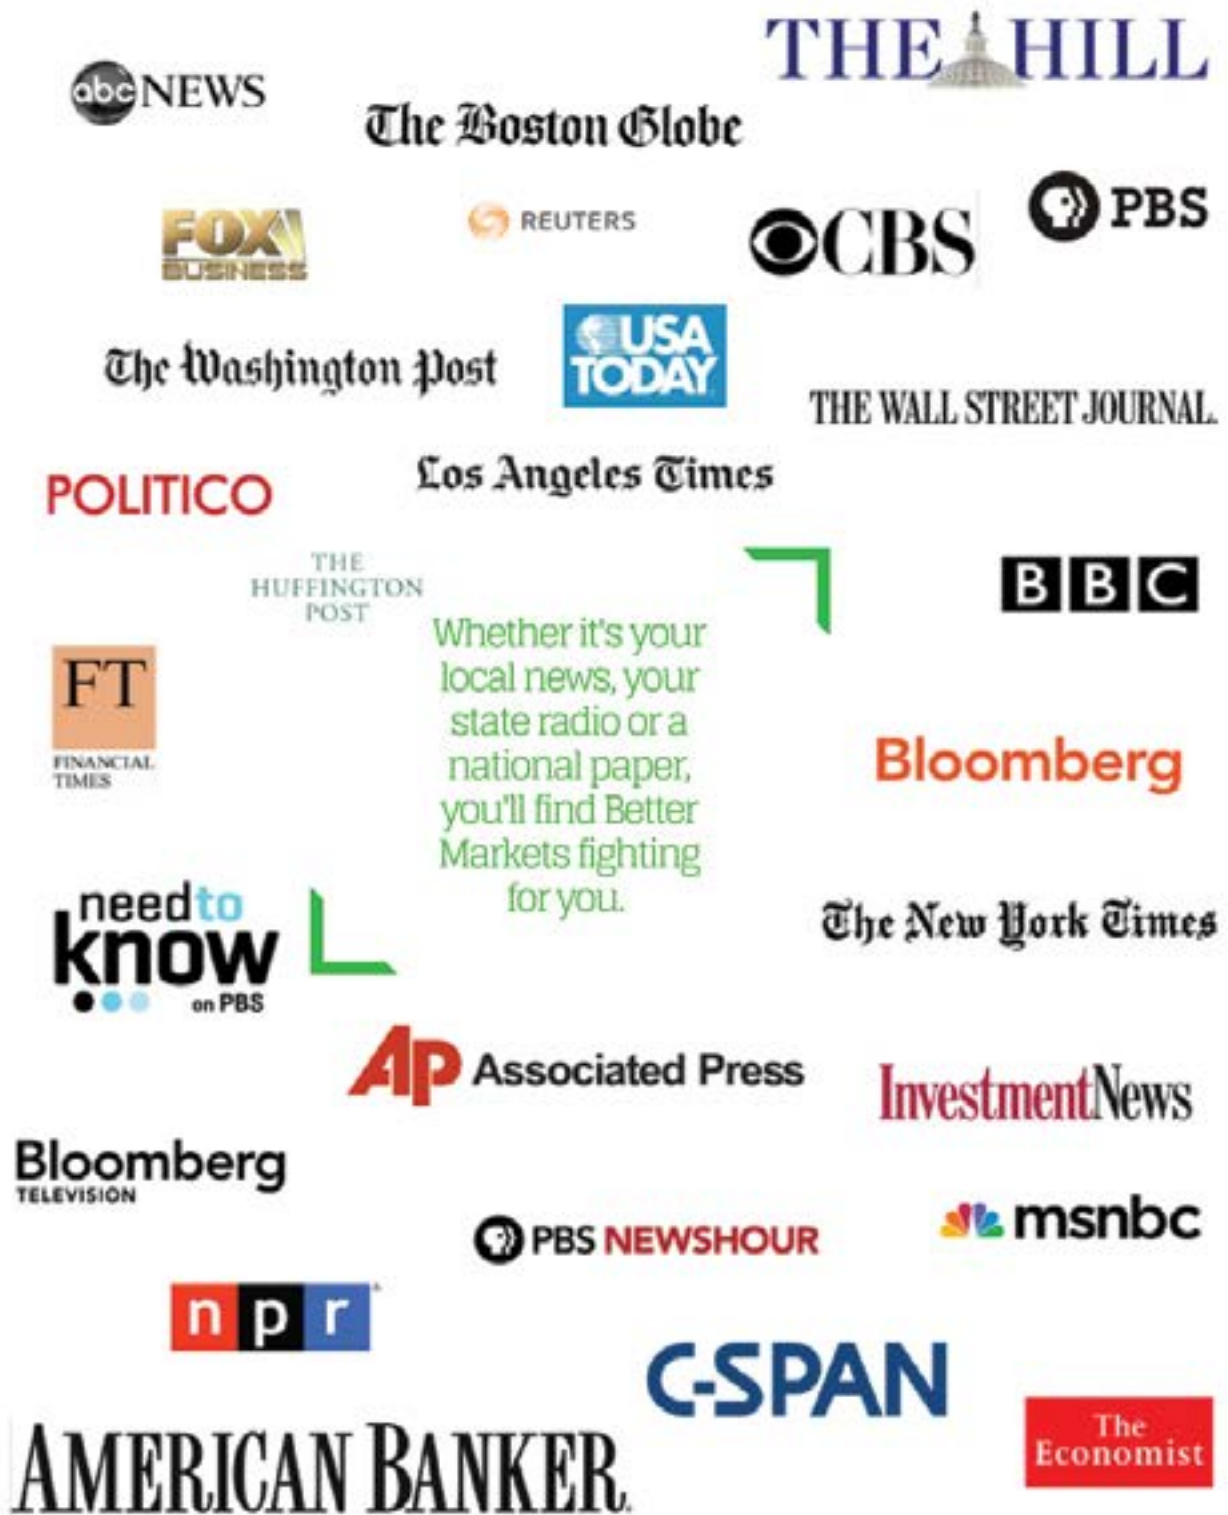 THE HILL
abc NEWS
The Boston Globe
FOX
BUSINESS
REUTERS
CBS
PBS
The Washington Post
USA
TODAY
THE WALL STREET JOURNAL.
Los Angeles Times
POLITICO
THE
HUFFINGTON
POST
BBC
Whether it's your
local news, your
state radio or a
national paper,
you'll find Better
Markets fighting
for you.
FT
FINANCIAL
TIMES
Bloomberg
need to
know
on PBS
The New York Times
AP Associated Press
InvestmentNews
Bloomberg
TELEVISION
PBS NEWSHOUR
msnbc
npr
C-SPAN
The
Economist
AMERICAN BANKER.